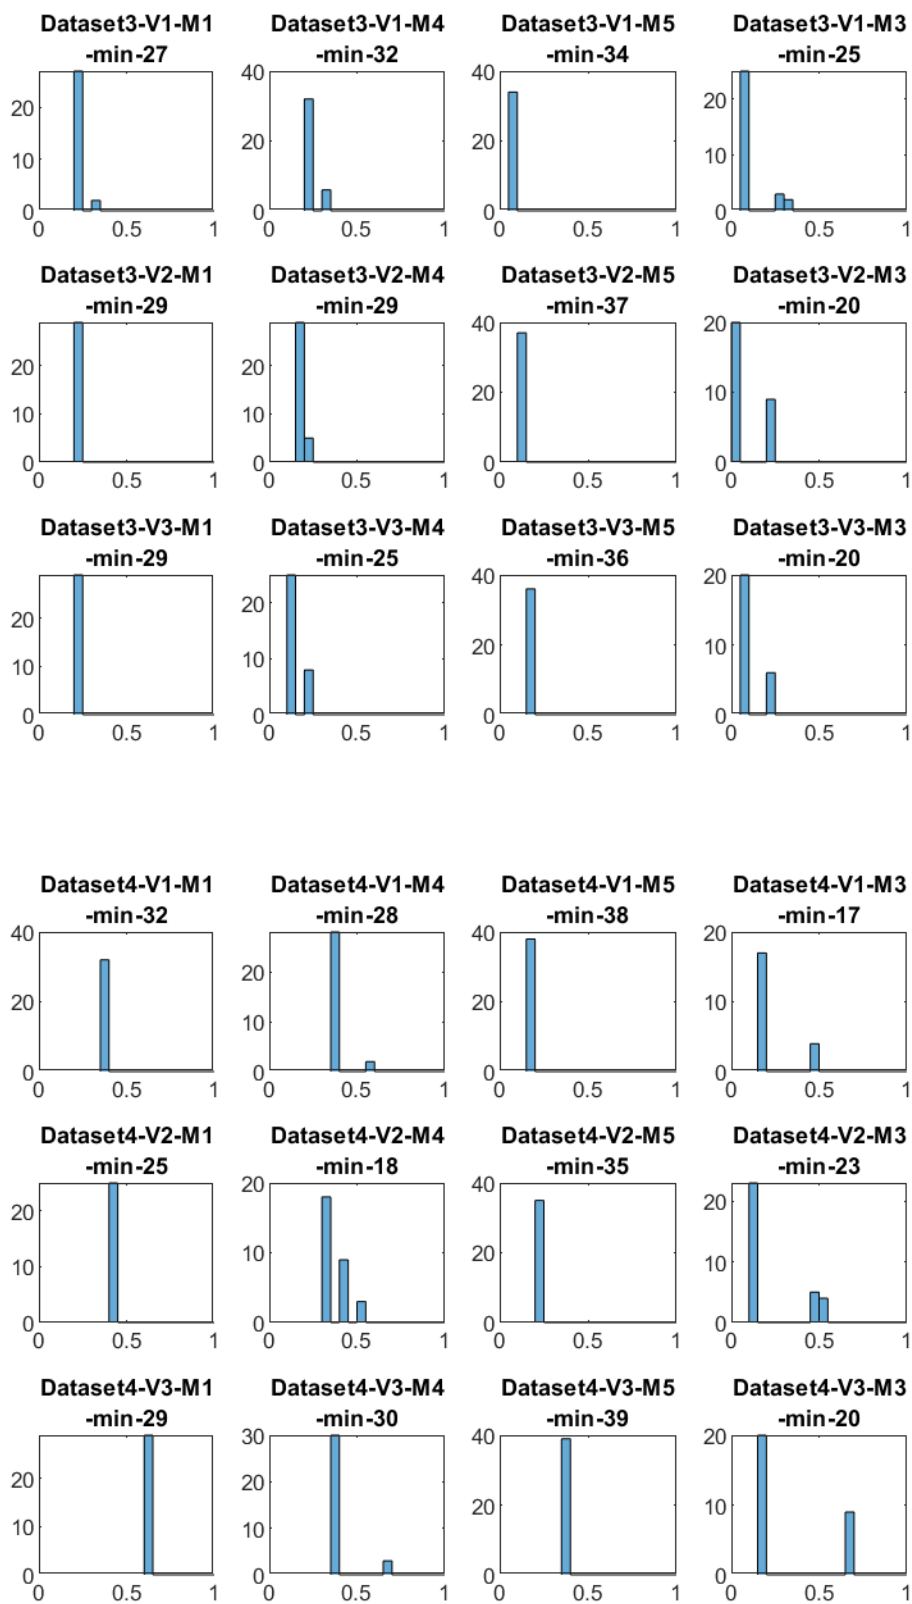 Dataset3-V1-M1
-min-27
Dataset3-V1-M4
-min-32
Dataset3-V1-M5
-min-34
Dataset3-V1-M3
-min-25
20
10
0
0 0.5 1
40
20
0
0 0.5 1
40
20
0
0 0.5 1
20
10
0
0 0.5 1
Dataset3-V2-M1
-min-29
Dataset3-V2-M4
-min-29
Dataset3-V2-M5
-min-37
Dataset3-V2-M3
-min-20
20
10
0
0 0.5 1
20
10
0
0 0.5 1
40
20
0
0 0.5 1
20
10
0
0 0.5 1
Dataset3-V3-M1
-min-29
Dataset3-V3-M4
-min-25
Dataset3-V3-M5
-min-36
Dataset3-V3-M3
-min-20
20
10
0
0 0.5 1
20
10
0
0 0.5 1
40
20
0
0 0.5 1
20
10
0
0 0.5 1
Dataset4-V1-M1
-min-32
Dataset4-V1-M4
-min-28
Dataset4-V1-M5
-min-38
Dataset4-V1-M3
-min-17
40
20
0
0 0.5 1
20
10
0
0 0.5 1
40
20
0
0 0.5 1
20
10
0
0 0.5 1
Dataset4-V2-M1
-min-25
Dataset4-V2-M4
-min-18
Dataset4-V2-M5
-min-35
Dataset4-V2-M3
-min-23
20
10
0
0 0.5 1
20
10
0
0 0.5 1
40
20
0
0 0.5 1
20
10
0
0 0.5 1
Dataset4-V3-M1
-min-29
Dataset4-V3-M4
-min-30
Dataset4-V3-M5
-min-39
Dataset4-V3-M3
-min-20
20
10
0
0 0.5 1
30
20
10
0
0 0.5 1
40
20
0
0 0.5 1
20
10
0
0 0.5 1